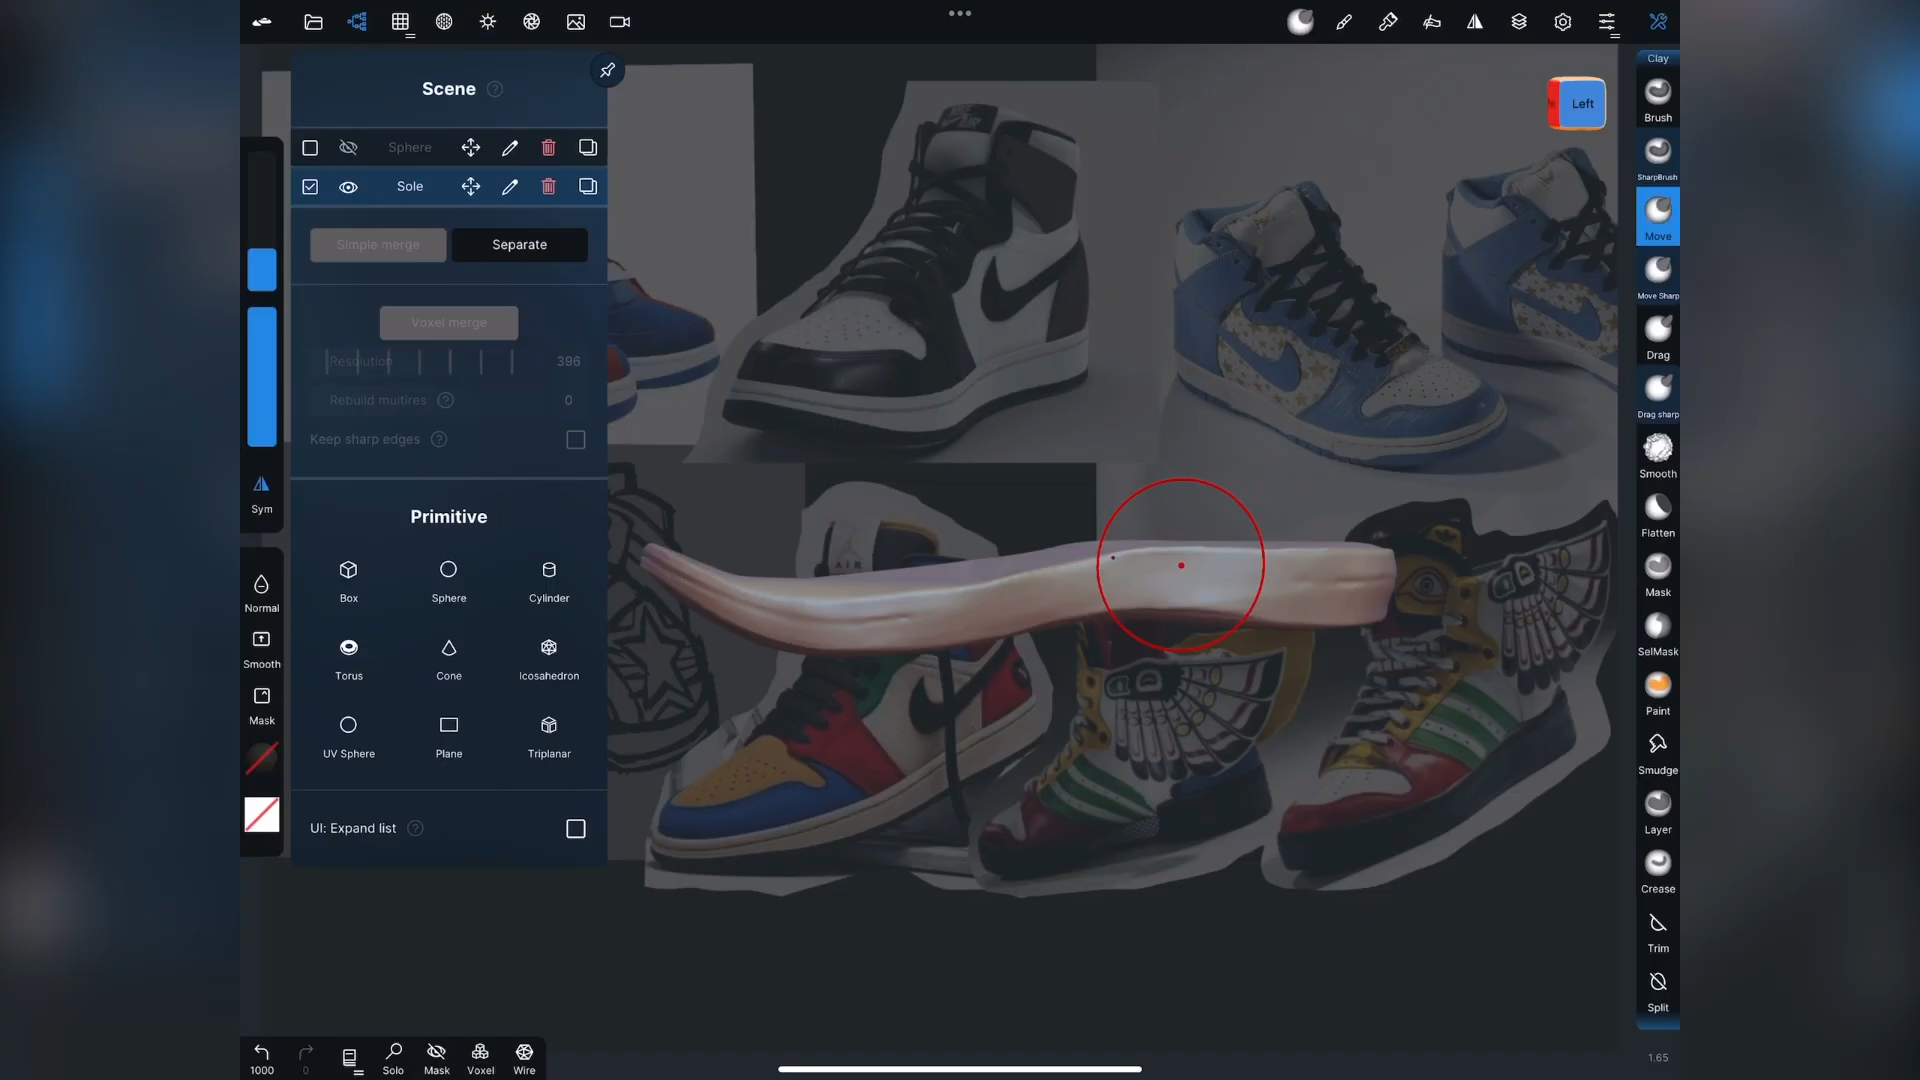 Scene
Sphere
Sole
Simple merge
Separate
Voxel merge
Resolution 396
Rebuild multires 0
Keep sharp edges
Primitive
Box
Sphere
Cylinder
Torus
Cone
Icosahedron
UV Sphere
Plane
Triplanar
UI: Expand list
Sym
Normal
Smooth
Mask
1000
0
Solo
Mask
Voxel
Wire
Left
AIR
Clay
Brush
SharpBrush
Move
Move Sharp
Drag
Drag sharp
Smooth
Flatten
Mask
SelMask
Paint
Smudge
Layer
Crease
Trim
Split
1.65